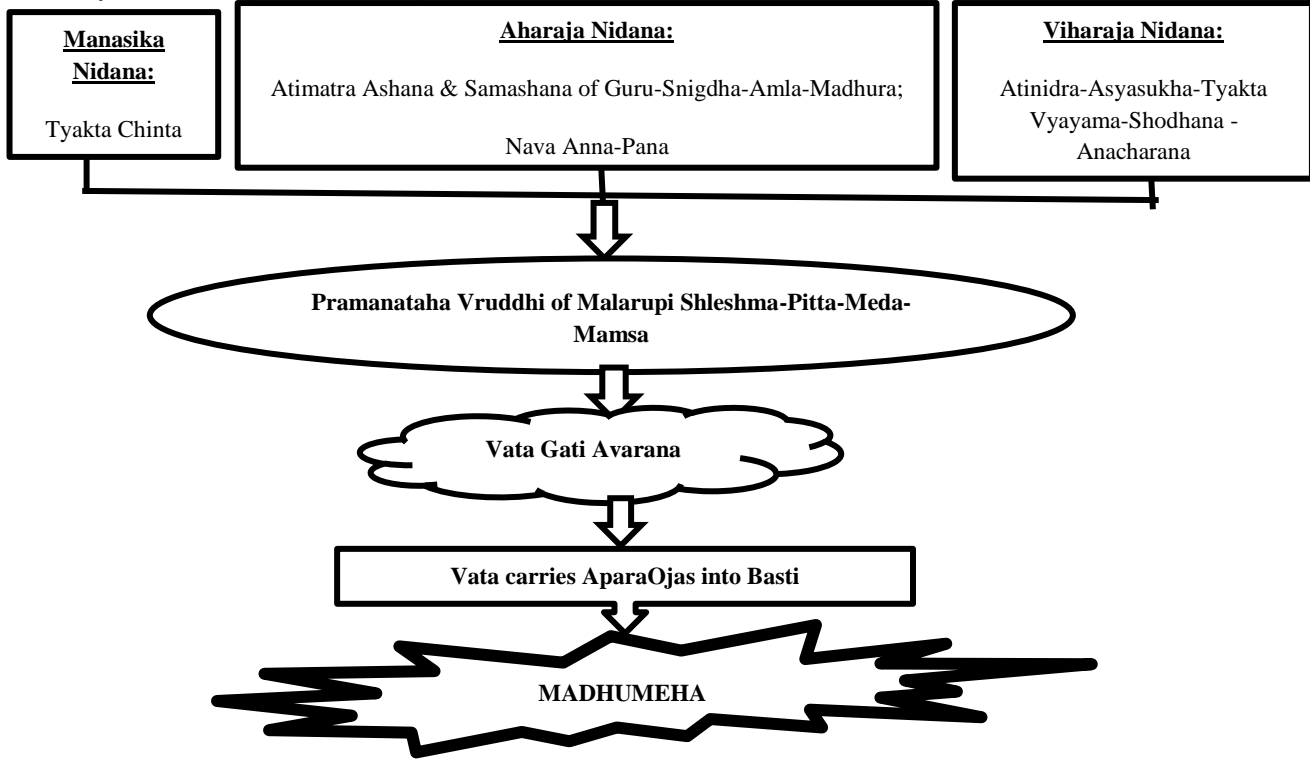 Manasika
Nidana:
Tyakta Chinta
Aharaja Nidana:
Atimatra Ashana & Samashana of Guru-Snigdha-Amla-Madhura;
Nava Anna-Pana
Viharaja Nidana:
Atinidra-Asyasukha-Tyakta
Vyayama-Shodhana -
Anacharana
Pramanataha Vruddhi of Malarupi Shleshma-Pitta-Meda-
Mamsa
Vata Gati Avarana
Vata carries AparaOjas into Basti
MADHUMEHA